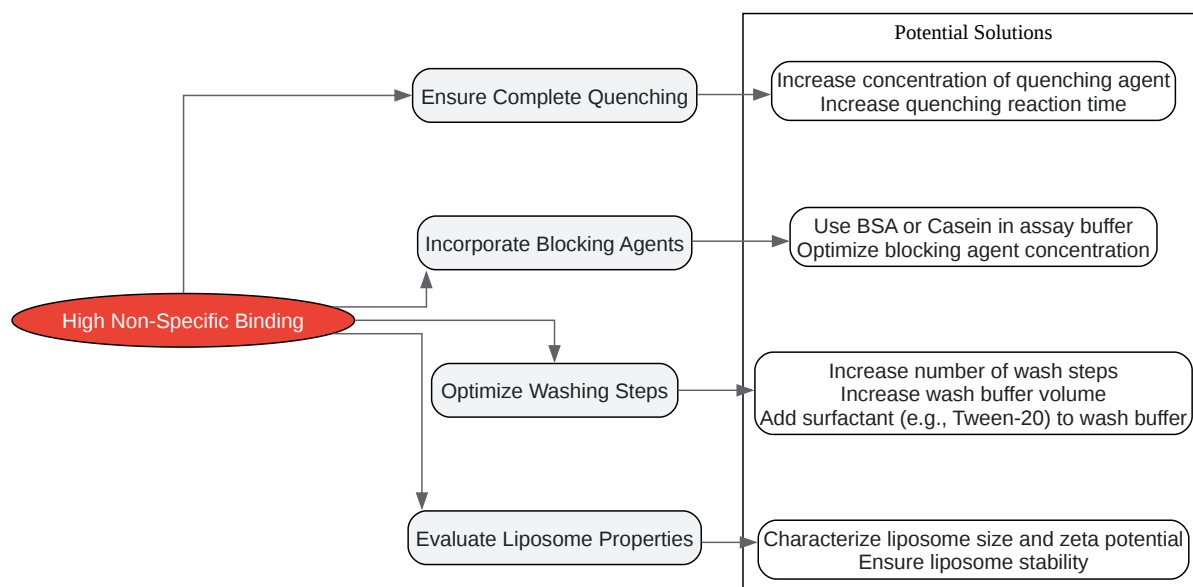 Potential Solutions
Ensure Complete Quenching
Increase concentration of quenching agent
Increase quenching reaction time
Incorporate Blocking Agents
Use BSA or Casein in assay buffer
Optimize blocking agent concentration
High Non-Specific Binding
Optimize Washing Steps
Increase number of wash steps
Increase wash buffer volume
Add surfactant (e.g., Tween-20) to wash buffer
Evaluate Liposome Properties
Characterize liposome size and zeta potential
Ensure liposome stability